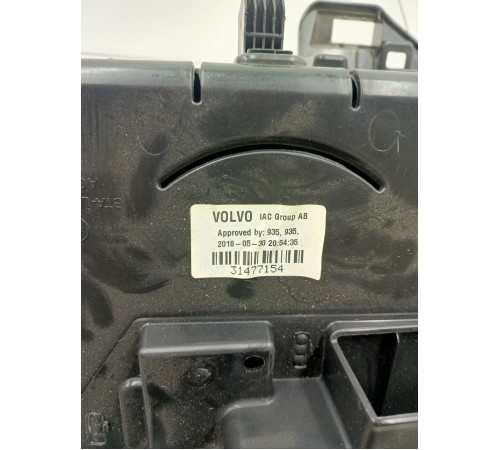 G
VOLVO IAC Group AB
Approved by: 935, 935,
2018-05-30 20:54:35
31477154